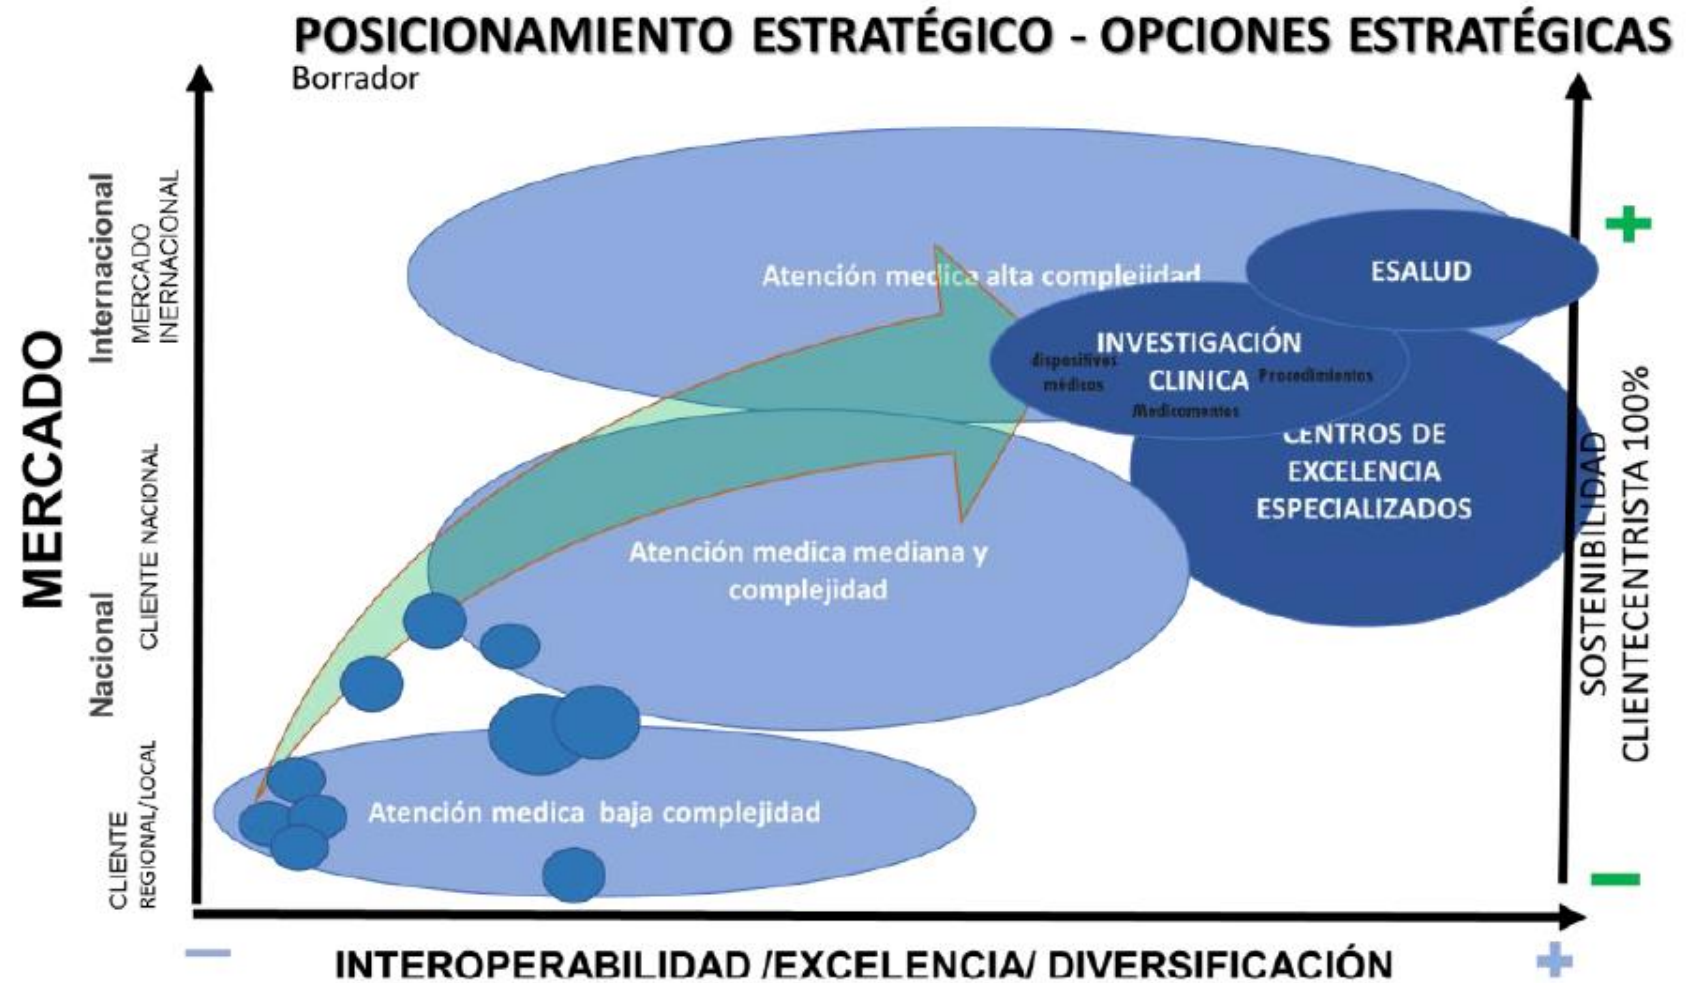 POSICIONAMIENTO ESTRATÉGICO - OPCIONES ESTRATÉGICAS
Borrador
MERCADO
Internacional
MERCADO
INERNACIONAL
Nacional
CLIENTE NACIONAL
CLIENTE
REGIONAL/LOCAL
Atención medica alta complejidad
ESALUD
INVESTIGACIÓN
CLINICA
dispositivos
médicos
Procedimientos
Medicamentos
CENTROS DE
EXCELENCIA
ESPECIALIZADOS
Atención medica mediana y
complejidad
Atención medica baja complejidad
+
SOSTENIBILIDAD
CLIENTECENTRISTA 100%
–
– INTEROPERABILIDAD /EXCELENCIA/ DIVERSIFICACIÓN +